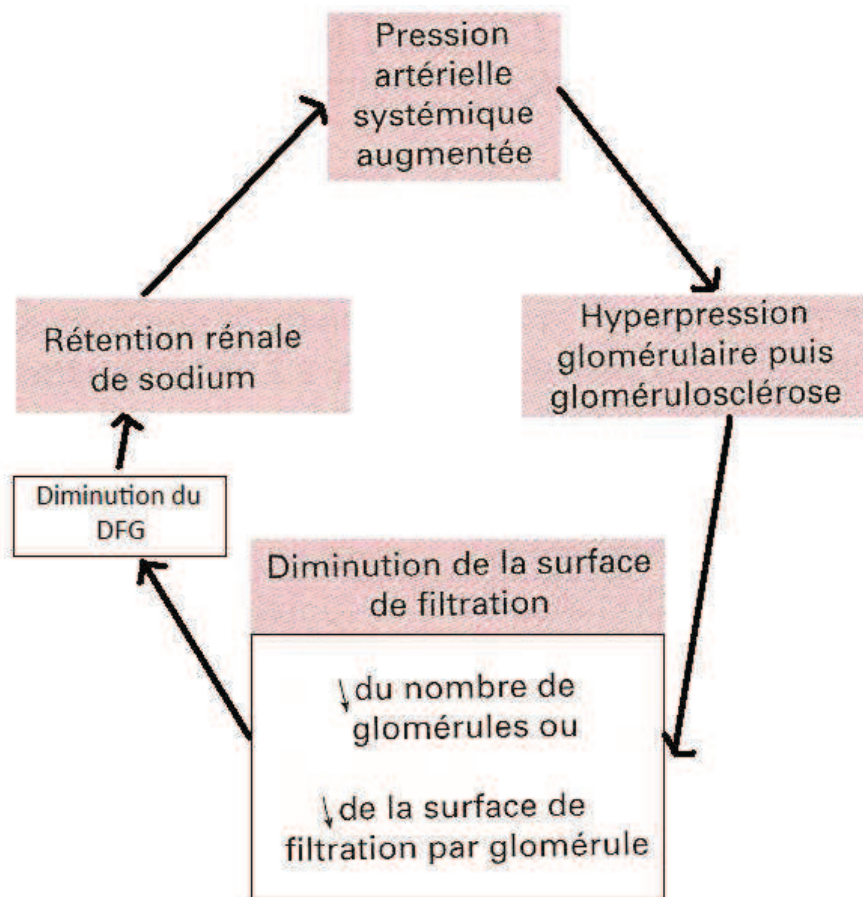 Pression
artérielle
systémique
augmentée
Hyperpression
glomérulaire puis
glomérulosclérose
Diminution de la surface
de filtration
↓du nombre de
glomérules ou
↓de la surface de
filtration par glomérule
Diminution du
DFG
Rétention rénale
de sodium